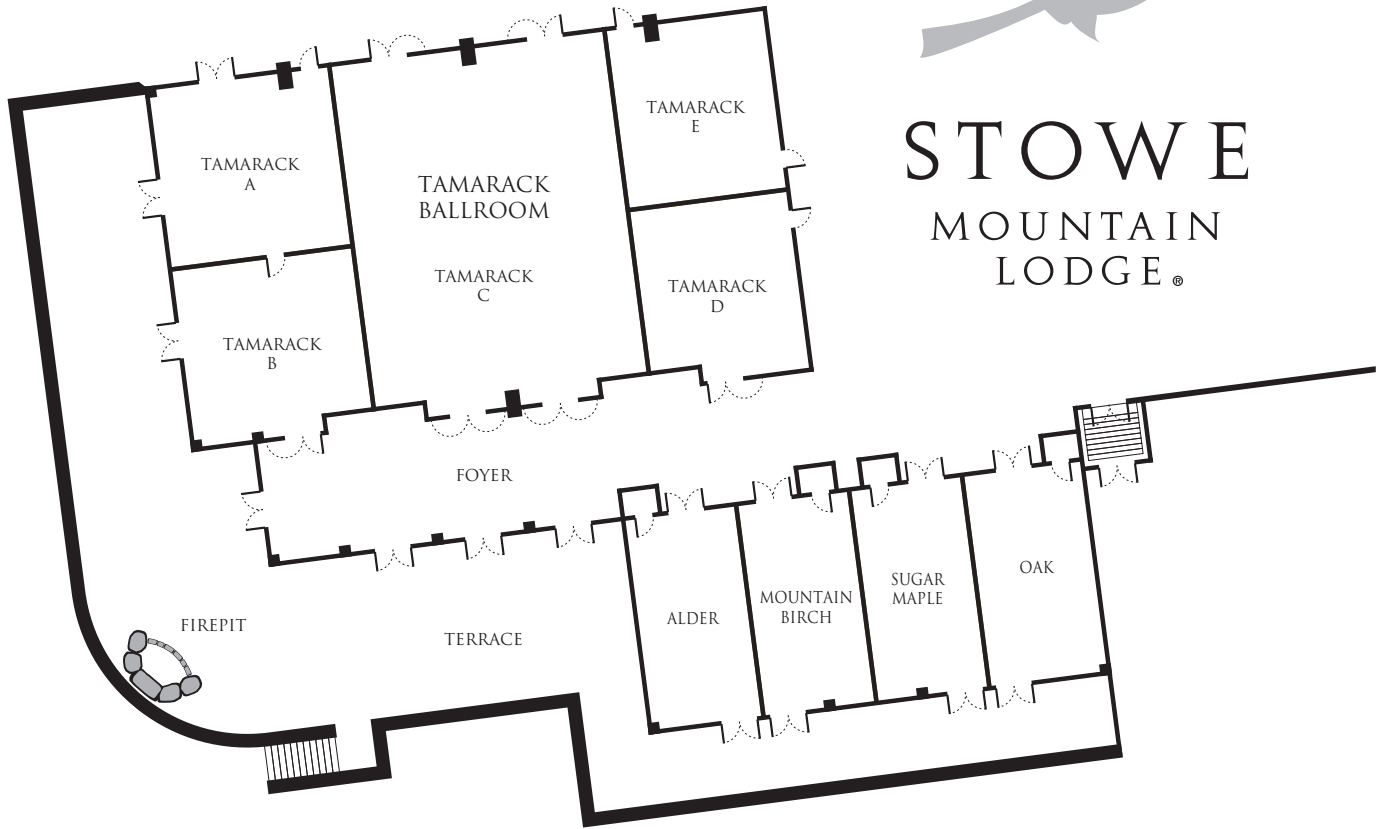 STOWE
MOUNTAIN
LODGE®
TAMARACK
A
TAMARACK
BALLROOM
TAMARACK
C
TAMARACK
E
TAMARACK
D
TAMARACK
B
FOYER
FIREPIT
TERRACE
ALDER
MOUNTAIN
BIRCH
SUGAR
MAPLE
OAK